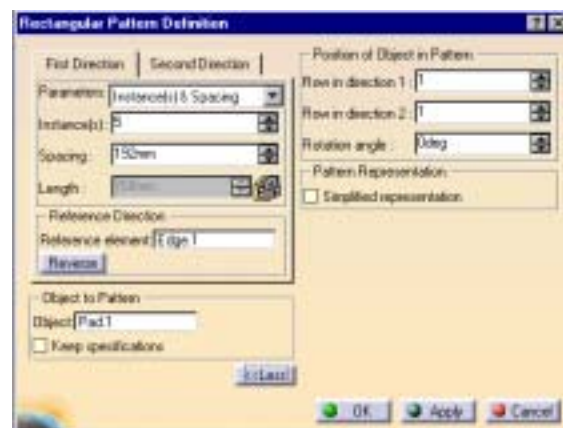 Rectangular Pattern Definition
First Direction
Second Direction
Parameters: Instance(s) & Spacing
Instance(s):
Spacing:
Length:
Reference Direction
Reference element: Edge.1
Reverse
Object to Pattern
Object: Pad.1
Keep specifications
<<Less
Position of Object in Pattern
Row in direction 1: 1
Row in direction 2: 1
Rotation angle: 0deg
Pattern Representation
Simplified representation
OK
Apply
Cancel